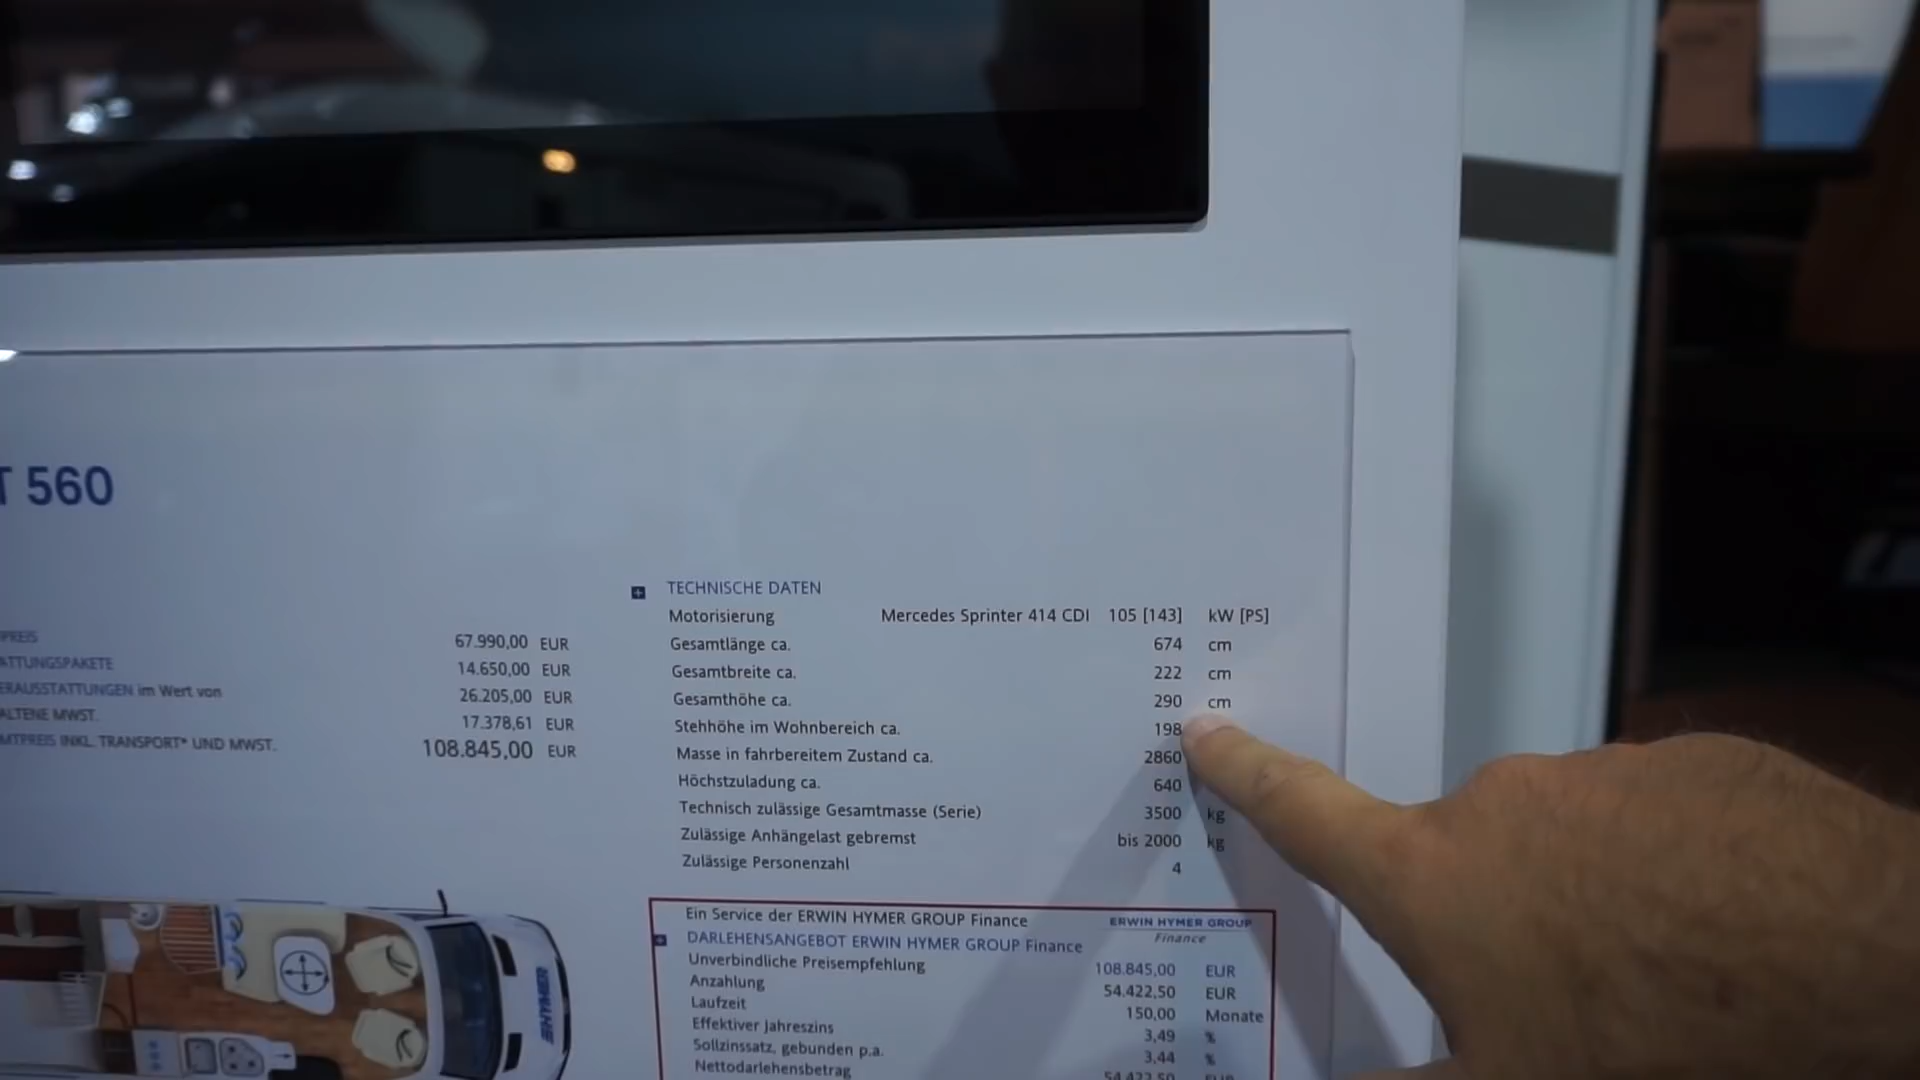 T 560
PREIS 67.990,00 EUR
ATTUNGSPAKETE 14.650,00 EUR
ERAUSSTATTUNGEN im Wert von 26.205,00 EUR
ALTENE MWST. 17.378,61 EUR
MTPREIS INKL. TRANSPORT* UND MWST. 108.845,00 EUR
TECHNISCHE DATEN
Motorisierung Mercedes Sprinter 414 CDI 105 [143] kW [PS]
Gesamtlänge ca. 674 cm
Gesamtbreite ca. 222 cm
Gesamthöhe ca. 290 cm
Stehhöhe im Wohnbereich ca. 198
Masse in fahrbereitem Zustand ca. 2860
Höchstzuladung ca. 640
Technisch zulässige Gesamtmasse (Serie) 3500 kg
Zulässige Anhängelast gebremst bis 2000 kg
Zulässige Personenzahl 4
Ein Service der ERWIN HYMER GROUP Finance
ERWIN HYMER GROUP
Finance
DARLEHENSANGEBOT ERWIN HYMER GROUP Finance
Unverbindliche Preisempfehlung 108.845,00 EUR
Anzahlung 54.422,50 EUR
Laufzeit 150,00 Monate
Effektiver Jahreszins 3,49 %
Sollzinssatz, gebunden p.a. 3,44 %
Nettodarlehensbetrag 54.422,50 EUR
HYMER